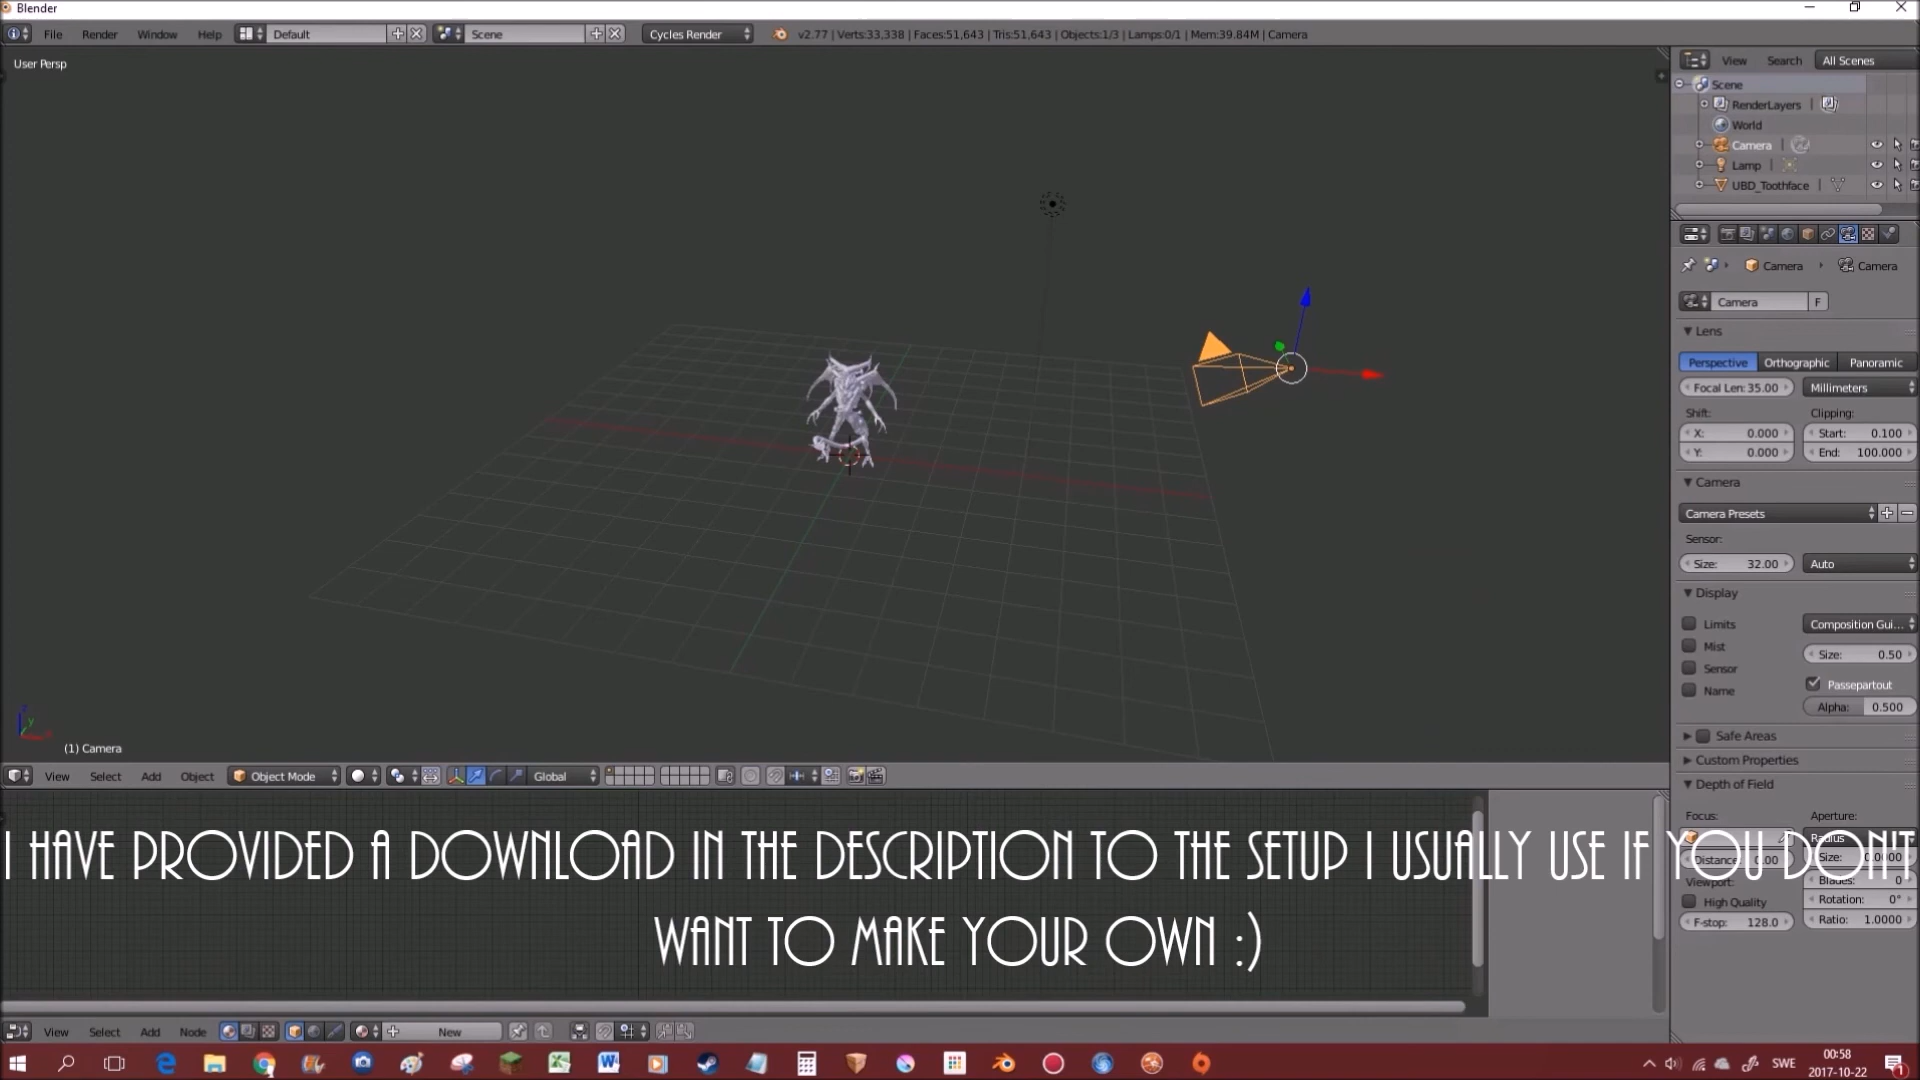 Blender
File Render Window Help Default Scene Cycles Render v2.77 | Verts:33,338 | Faces:51,643 | Tris:51,643 | Objects:1/3 | Lamps:0/1 | Mem:39.84M | Camera
User Persp
View Search All Scenes
Scene
RenderLayers
World
Camera
Lamp
UBD_Toothface
Camera Camera
Camera F
Lens
Perspective Orthographic Panoramic
Focal Len: 35.00 Millimeters
Shift: Clipping:
X: 0.000 Start: 0.100
Y: 0.000 End: 100.000
Camera
Camera Presets
Sensor:
Size: 32.00 Auto
Display
Limits Composition Gui...
Mist
Size: 0.50
Sensor
Passepartout
Name
Alpha: 0.500
Safe Areas
Custom Properties
Depth of Field
Focus: Aperture:
Radius
Distance: 0.00 Size: 0.0000
Viewport: Blades: 0
High Quality Rotation: 0°
F-stop: 128.0 Ratio: 1.0000
z
y
(1) Camera
View Select Add Object Object Mode Global
I HAVE PROVIDED A DOWNLOAD IN THE DESCRIPTION TO THE SETUP I USUALLY USE IF YOU DON'T
WANT TO MAKE YOUR OWN :)
View Select Add Node New
SWE
00:58
2017-10-22
1